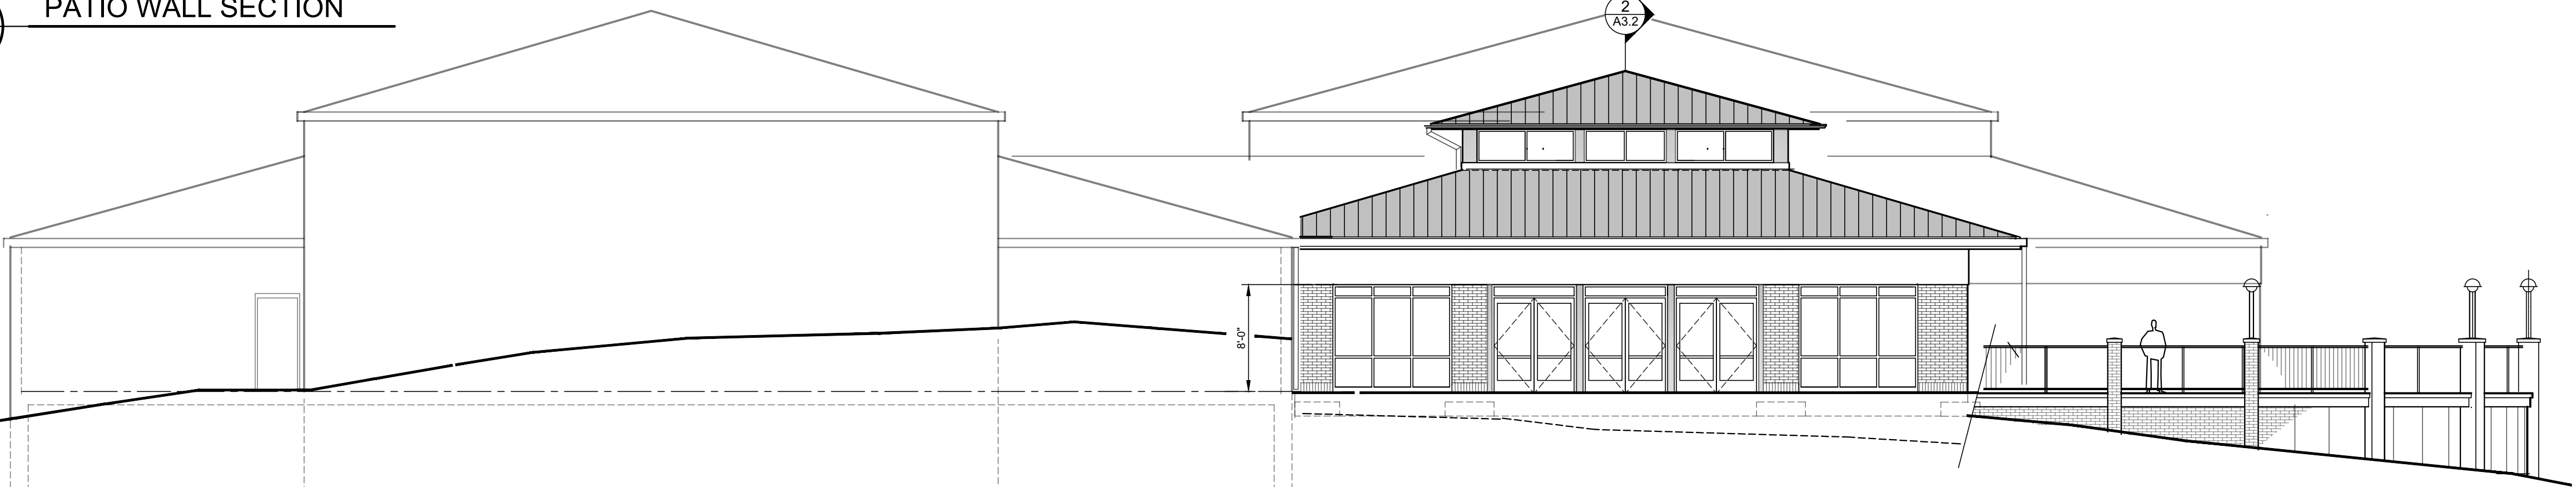 PATIO WALL SECTION
2
A3.2
8'-0"